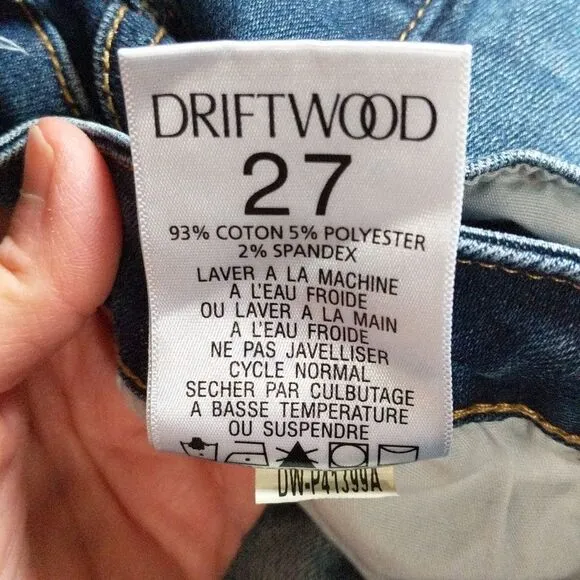 DRIFTWOOD
27
93% COTON 5% POLYESTER
2% SPANDEX
LAVER A LA MACHINE
A L'EAU FROIDE
OU LAVER A LA MAIN
A L'EAU FROIDE
NE PAS JAVELLISER
CYCLE NORMAL
SECHER PAR CULBUTAGE
A BASSE TEMPERATURE
OU SUSPENDRE
DW-P41399A